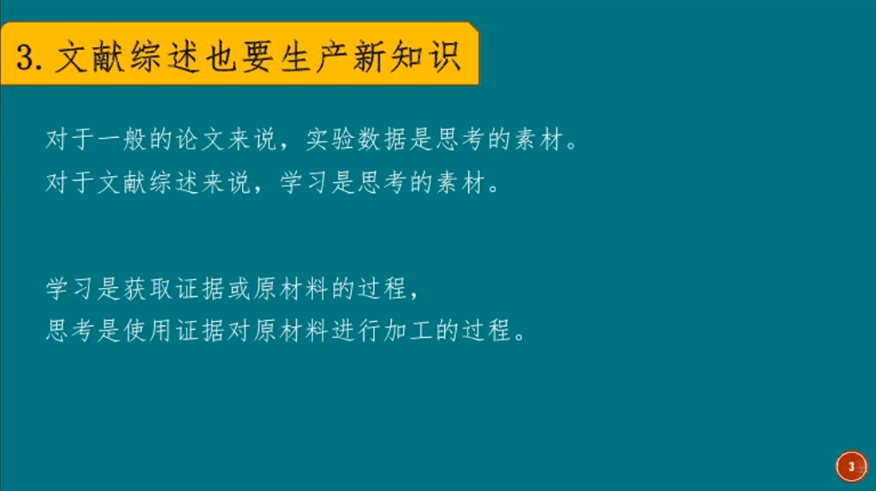 3.文献综述也要生产新知识
对于一般的论文来说，实验数据是思考的素材。
对于文献综述来说，学习是思考的素材。
学习是获取证据或原材料的过程，
思考是使用证据对原材料进行加工的过程。
3